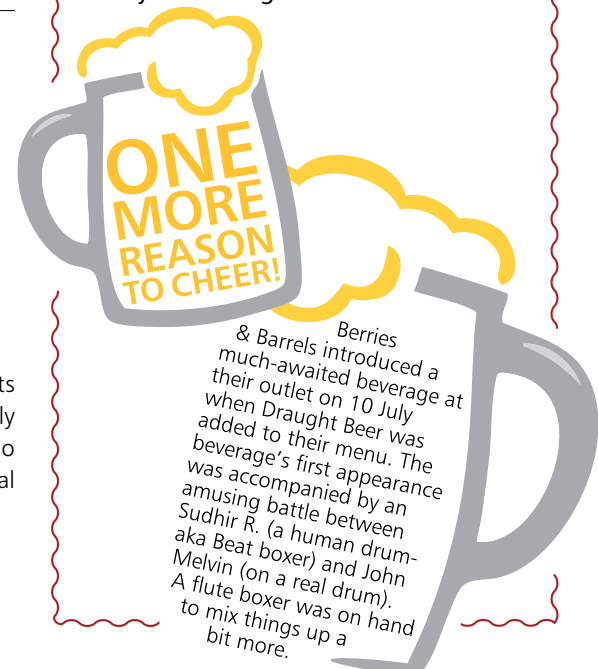 ts
ly
o
al
ONE
MORE
REASON
TO CHEER!
Berries
& Barrels introduced a
much-awaited beverage at
their outlet on 10 July
when Draught Beer was
added to their menu. The
beverage's first appearance
was accompanied by an
amusing battle between
Sudhir R. (a human drum-
aka Beat boxer) and John
Melvin (on a real drum).
A flute boxer was on hand
to mix things up a
bit more.